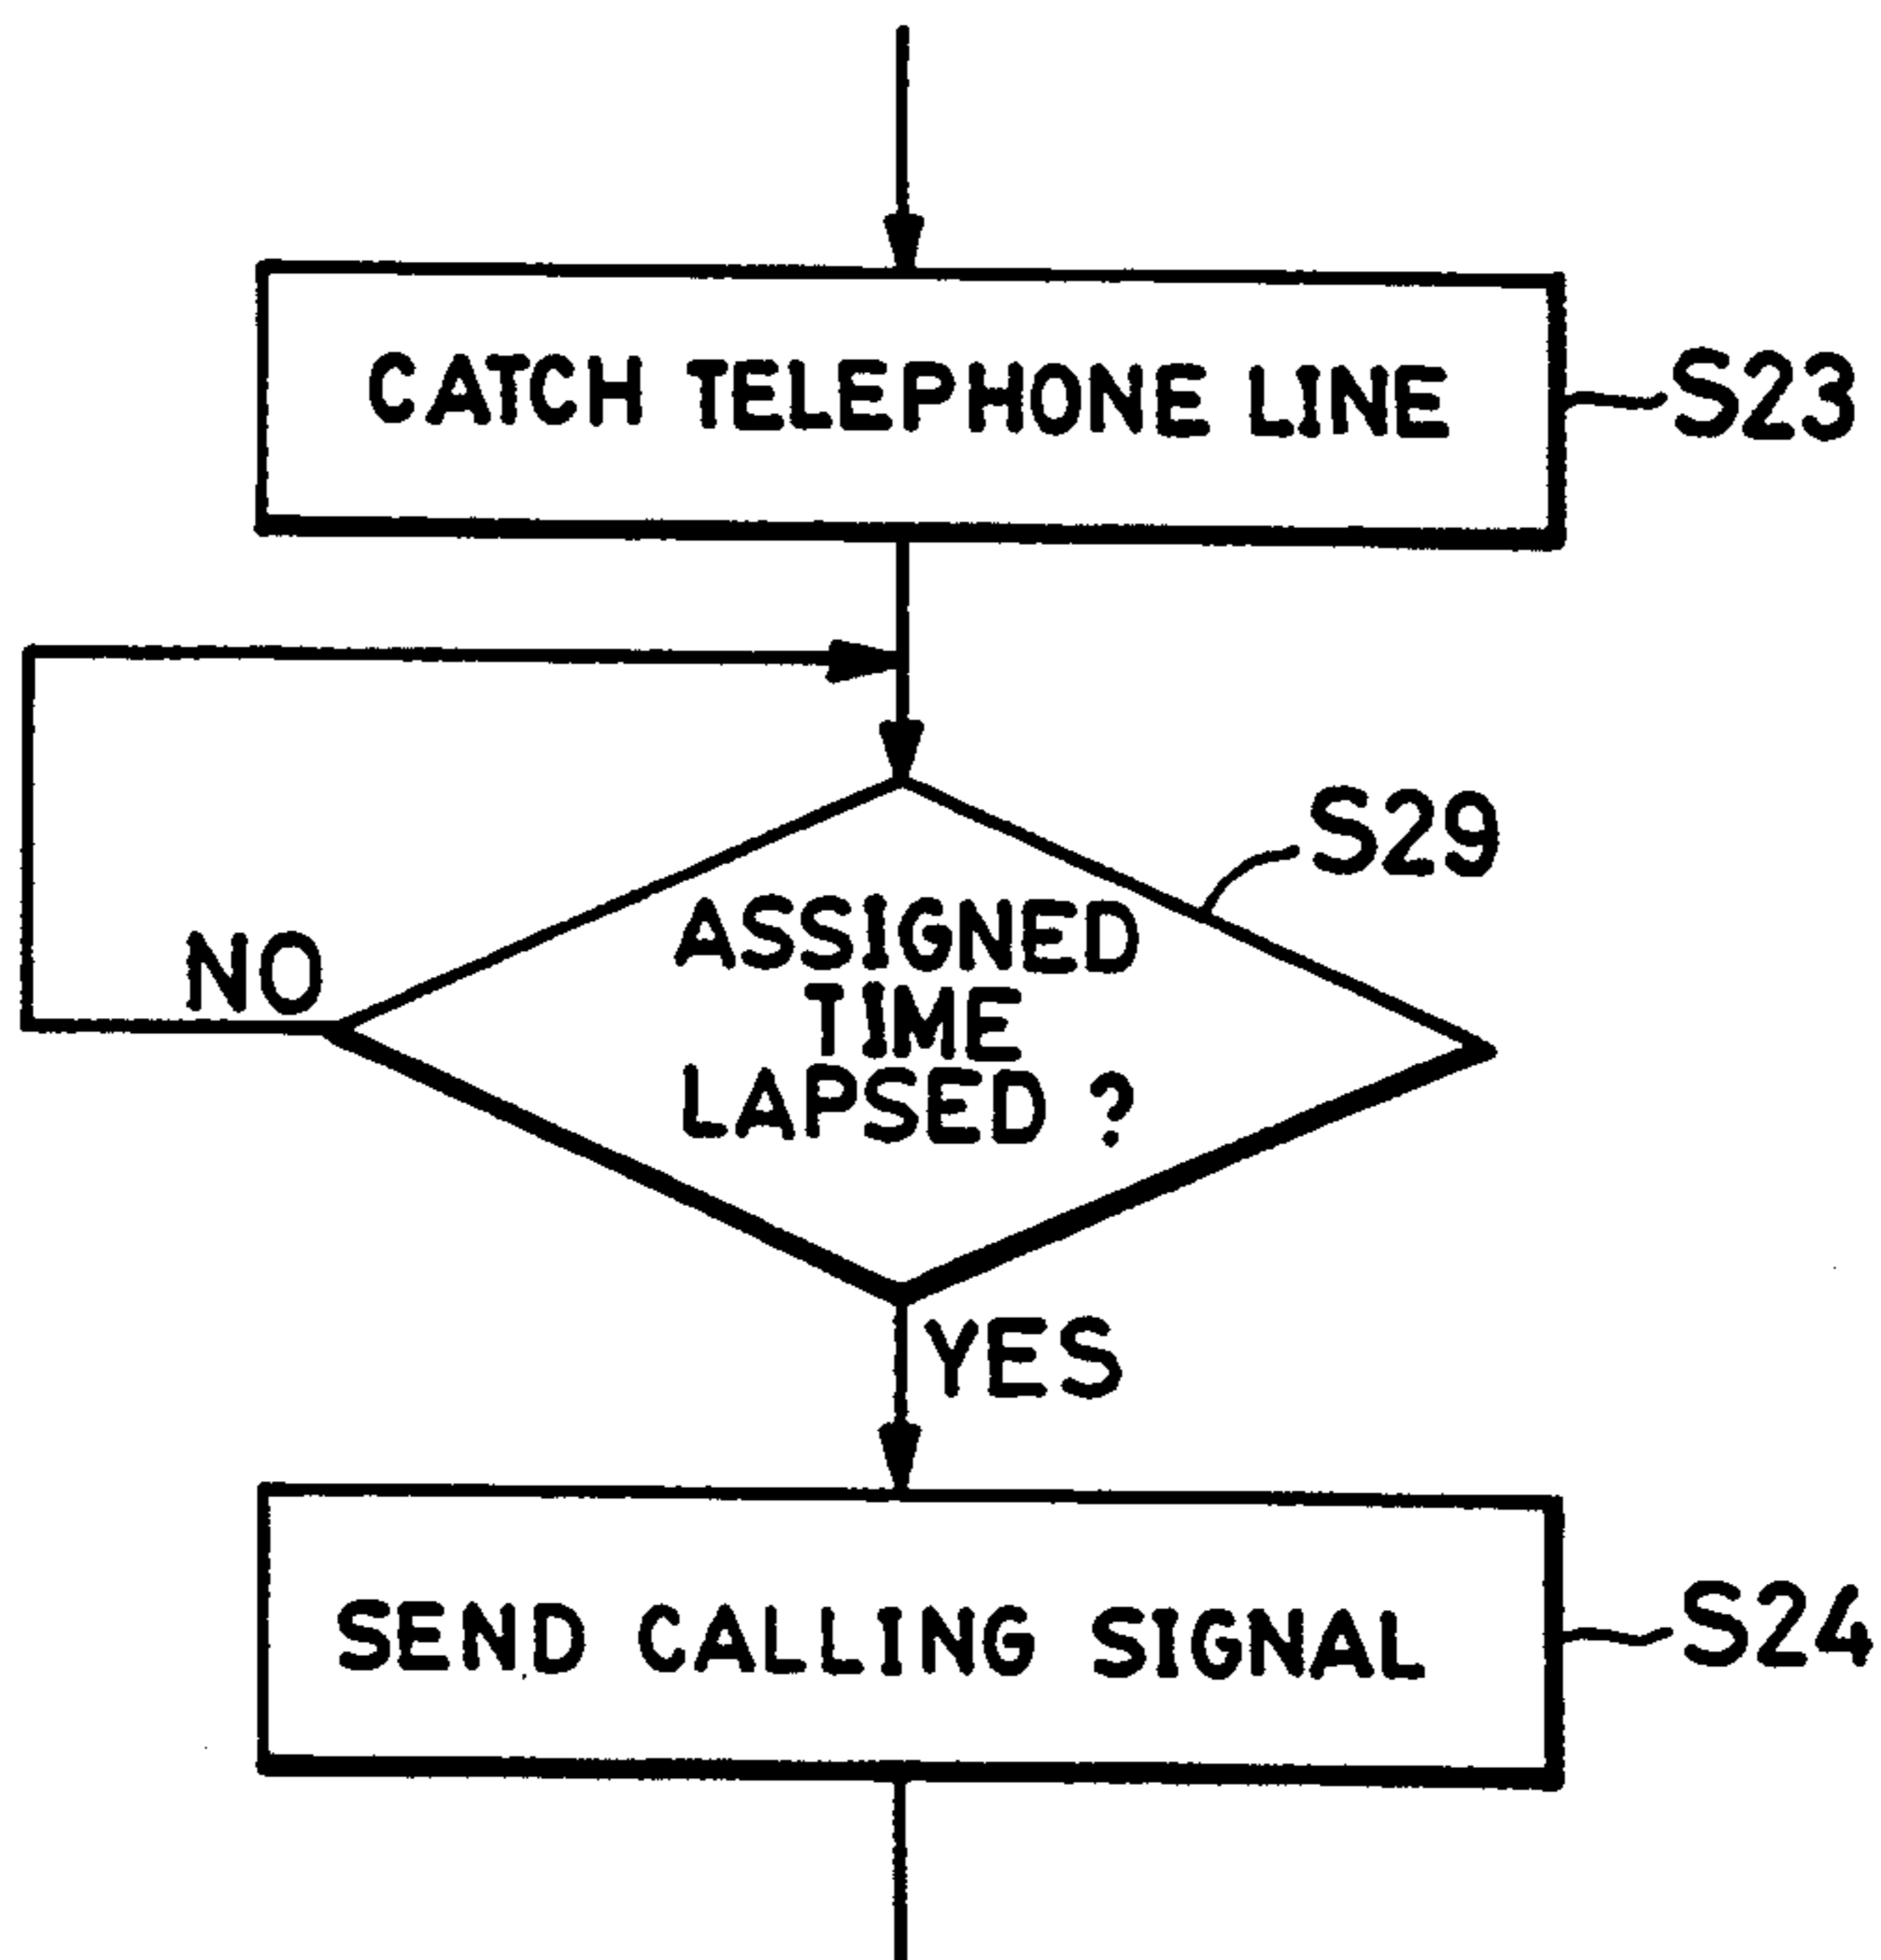 CATCH TELEPHONE LINE
S23
S29
NO
ASSIGNED
TIME
LAPSED ?
YES
SEND CALLING SIGNAL
S24